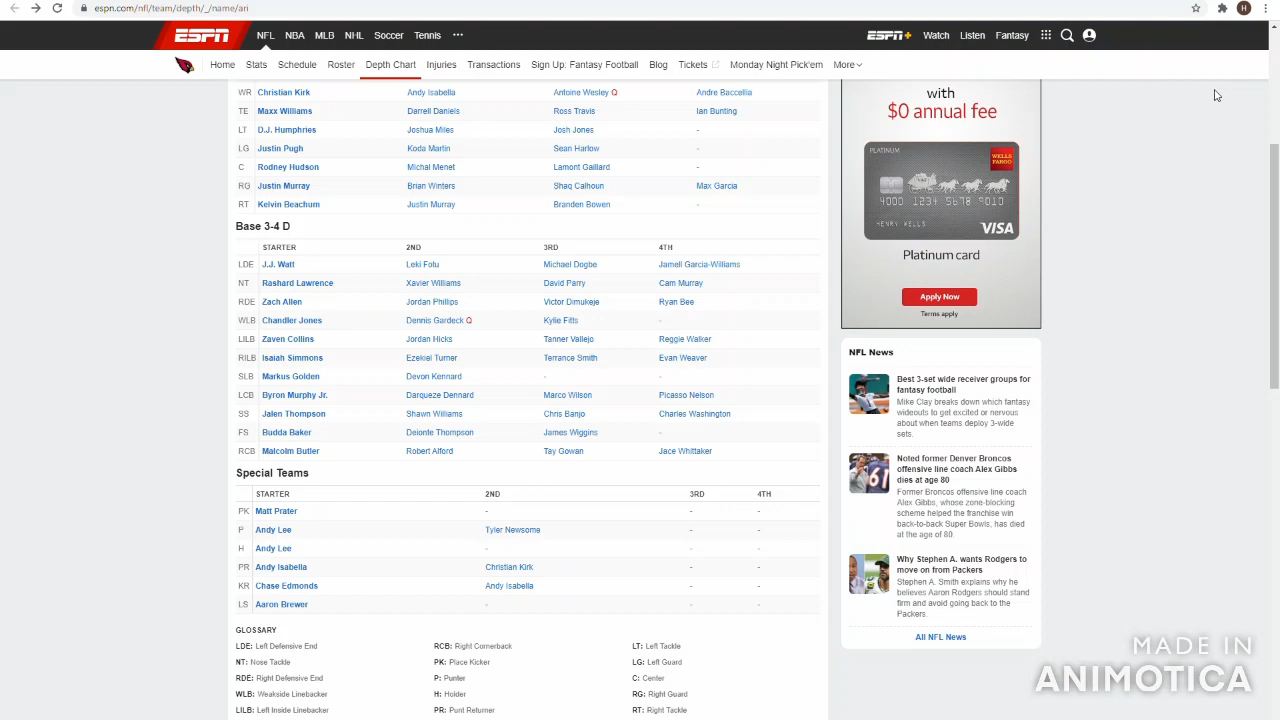 espn.com/nfl/team/depth/_/name/ari
H
ESPN NFL NBA MLB NHL Soccer Tennis ESPN+ Watch Listen Fantasy
Home Stats Schedule Roster Depth Chart Injuries Transactions Sign Up: Fantasy Football Blog Tickets Monday Night Pick'em More
WR Christian Kirk Andy Isabella Antoine Wesley Q Andre Baccellia
TE Maxx Williams Darrell Daniels Ross Travis Ian Bunting
LT D.J. Humphries Joshua Miles Josh Jones -
LG Justin Pugh Koda Martin Sean Harlow -
C Rodney Hudson Michal Menet Lamont Gaillard -
RG Justin Murray Brian Winters Shaq Calhoun Max Garcia
RT Kelvin Beachum Justin Murray Branden Bowen -
Base 3-4 D
STARTER 2ND 3RD 4TH
LDE J.J. Watt Leki Fotu Michael Dogbe Jamell Garcia-Williams
NT Rashard Lawrence Xavier Williams David Parry Cam Murray
RDE Zach Allen Jordan Phillips Victor Dimukeje Ryan Bee
WLB Chandler Jones Dennis Gardeck Q Kylie Fitts -
LILB Zaven Collins Jordan Hicks Tanner Vallejo Reggie Walker
RILB Isaiah Simmons Ezekiel Turner Terrance Smith Evan Weaver
SLB Markus Golden Devon Kennard - -
LCB Byron Murphy Jr. Darqueze Dennard Marco Wilson Picasso Nelson
SS Jalen Thompson Shawn Williams Chris Banjo Charles Washington
FS Budda Baker Deionte Thompson James Wiggins -
RCB Malcolm Butler Robert Alford Tay Gowan Jace Whittaker
Special Teams
STARTER 2ND 3RD 4TH
PK Matt Prater - - -
P Andy Lee Tyler Newsome - -
H Andy Lee - - -
PR Andy Isabella Christian Kirk - -
KR Chase Edmonds Andy Isabella - -
LS Aaron Brewer - - -
GLOSSARY
LDE: Left Defensive End RCB: Right Cornerback LT: Left Tackle
NT: Nose Tackle PK: Place Kicker LG: Left Guard
RDE: Right Defensive End P: Punter C: Center
WLB: Weakside Linebacker H: Holder RG: Right Guard
LILB: Left Inside Linebacker PR: Punt Returner RT: Right Tackle
with
$0 annual fee
PLATINUM
WELLS
FARGO
4000 1234 5678 9010
HENRY WELLS
VISA
Platinum card
Apply Now
Terms apply
NFL News
Best 3-set wide receiver groups for
fantasy football
Mike Clay breaks down which fantasy
wideouts to get excited or nervous
about when teams deploy 3-wide
sets.
Noted former Denver Broncos
offensive line coach Alex Gibbs
dies at age 80
Former Broncos offensive line coach
Alex Gibbs, whose zone-blocking
scheme helped the franchise win
back-to-back Super Bowls, has died
at the age of 80.
Why Stephen A. wants Rodgers to
move on from Packers
Stephen A. Smith explains why he
believes Aaron Rodgers should stand
firm and avoid going back to the
Packers.
All NFL News
MADE IN
ANIMOTICA